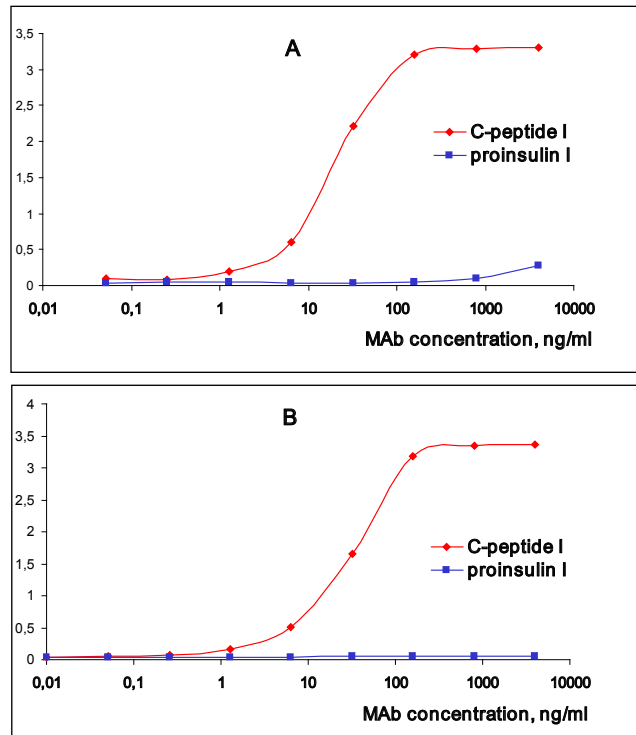 A
3,5
3
2,5
2
1,5
1
0,5
0
C-peptide I
proinsulin I
0,01 0,1 1 10 100 1000 10000
MAb concentration, ng/ml
B
4
3,5
3
2,5
2
1,5
1
0,5
0
C-peptide I
proinsulin I
0,01 0,1 1 10 100 1000 10000
MAb concentration, ng/ml